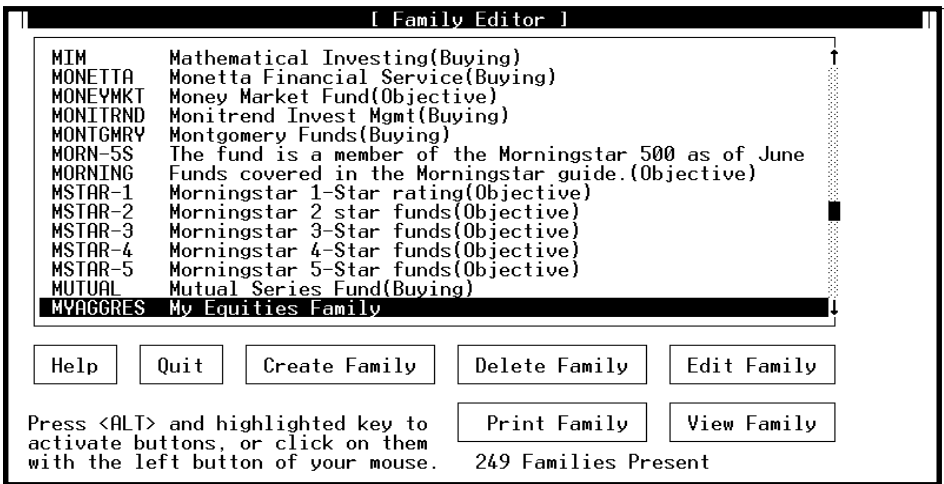 [ Family Editor ]
MIM Mathematical Investing(Buying)
MONETTA Monetta Financial Service(Buying)
MONEYMKT Money Market Fund(Objective)
MONITRND Monitrend Invest Mgmt(Buying)
MONTGMRY Montgomery Funds(Buying)
MORN-5S The fund is a member of the Morningstar 500 as of June
MORNING Funds covered in the Morningstar guide.(Objective)
MSTAR-1 Morningstar 1-Star rating(Objective)
MSTAR-2 Morningstar 2 star funds(Objective)
MSTAR-3 Morningstar 3-Star funds(Objective)
MSTAR-4 Morningstar 4-Star funds(Objective)
MSTAR-5 Morningstar 5-Star funds(Objective)
MUTUAL Mutual Series Fund(Buying)
MYAGGRES My Equities Family
Help Quit Create Family Delete Family Edit Family
Print Family View Family
Press <ALT> and highlighted key to
activate buttons, or click on them
with the left button of your mouse.
249 Families Present